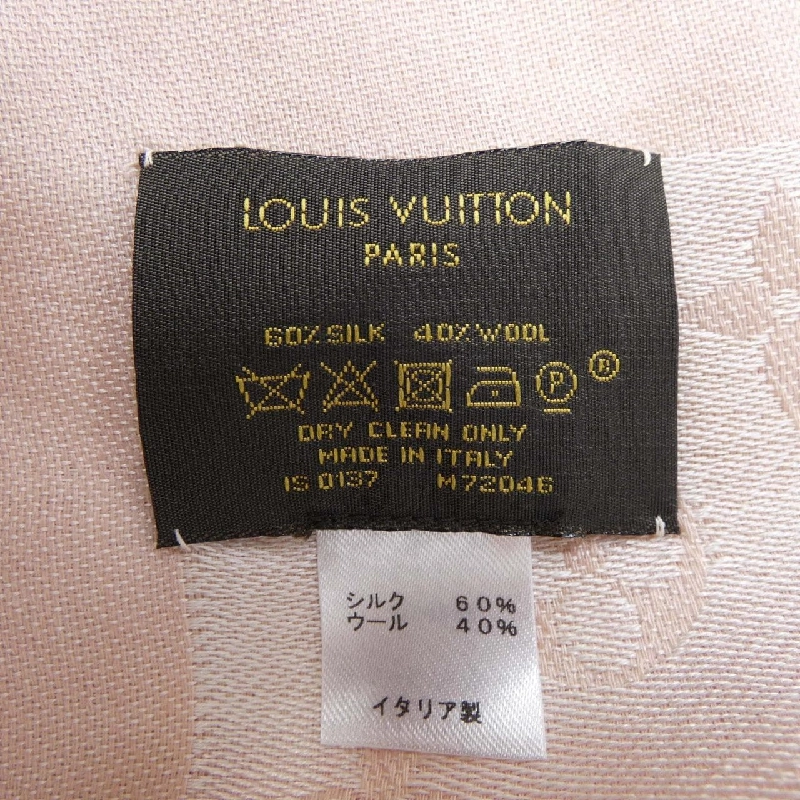 LOUIS VUITTON
PARIS
60% SILK 40% WOOL
P ®
DRY CLEAN ONLY
MADE IN ITALY
IS 0137 M72046
シルク 60%
ウール 40%
イタリア製